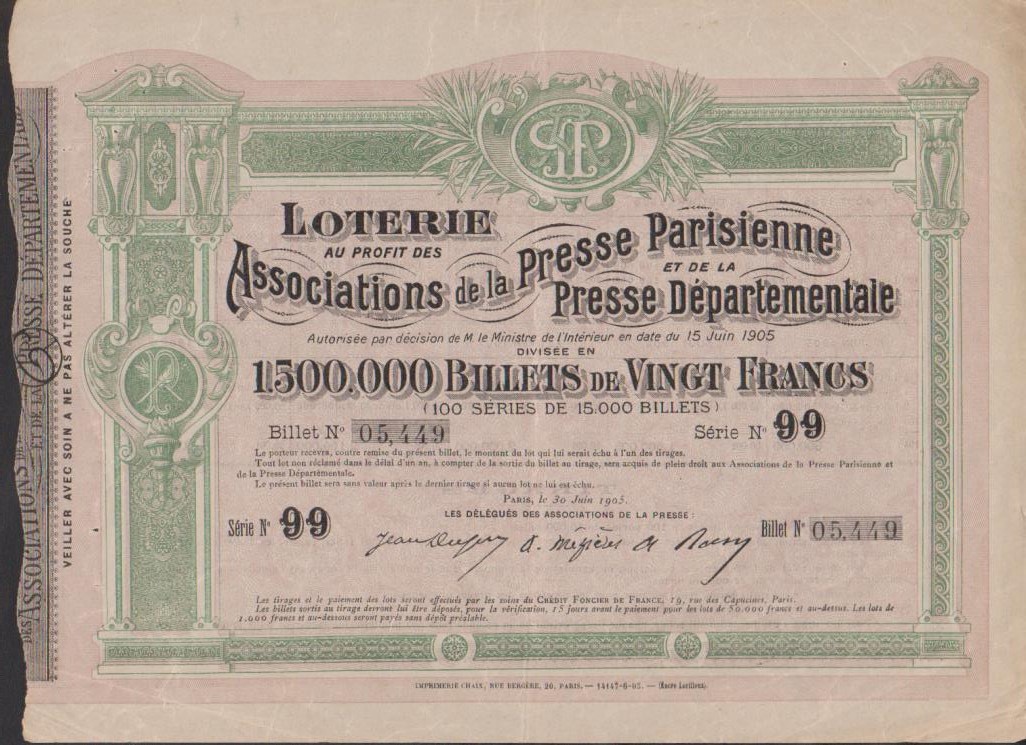 LOTERIE
AU PROFIT DES
Associations de la Presse Parisienne
ET DE LA
Presse Départementale
Autorisée par décision de M. le Ministre de l'Intérieur en date du 15 Juin 1905
DIVISÉE EN
1.500.000 BILLETS DE VINGT FRANCS
(100 SÉRIES DE 15.000 BILLETS)
Billet No 05,449 Série No 99
Le porteur recevra, contre remise du présent billet, le montant du lot qui lui serait échu à l'un des tirages.
Tout lot non réclamé dans le délai d'un an, à compter de la sortie du billet au tirage, sera acquis de plein droit aux Associations de la Presse Parisienne et
de la Presse Départementale.
Le présent billet sera sans valeur après le dernier tirage si aucun lot ne lui est échu.
PARIS, le 30 Juin 1905.
LES DÉLÉGUÉS DES ASSOCIATIONS DE LA PRESSE :
Série No 99 Billet No 05,449
A. Mézières
Les tirages et le paiement des lots seront effectués par les soins du CRÉDIT FONCIER DE FRANCE, 19, rue des Capucines, Paris.
Les billets sortis au tirage devront lui être déposés, pour la vérification, 15 jours avant le paiement pour les lots de 50.000 francs et au-dessus. Les lots de
1.000 francs et au-dessous seront payés sans dépôt préalable.
IMPRIMERIE CHAIX, RUE BERGÈRE, 20, PARIS. — 14147-6-05. — (Encre Lorilleux).
VEILLER AVEC SOIN A NE PAS ALTÉRER LA SOUCHE
DES ASSOCIATIONS DE
ET DE LA PRESSE DÉPARTEMENTALE